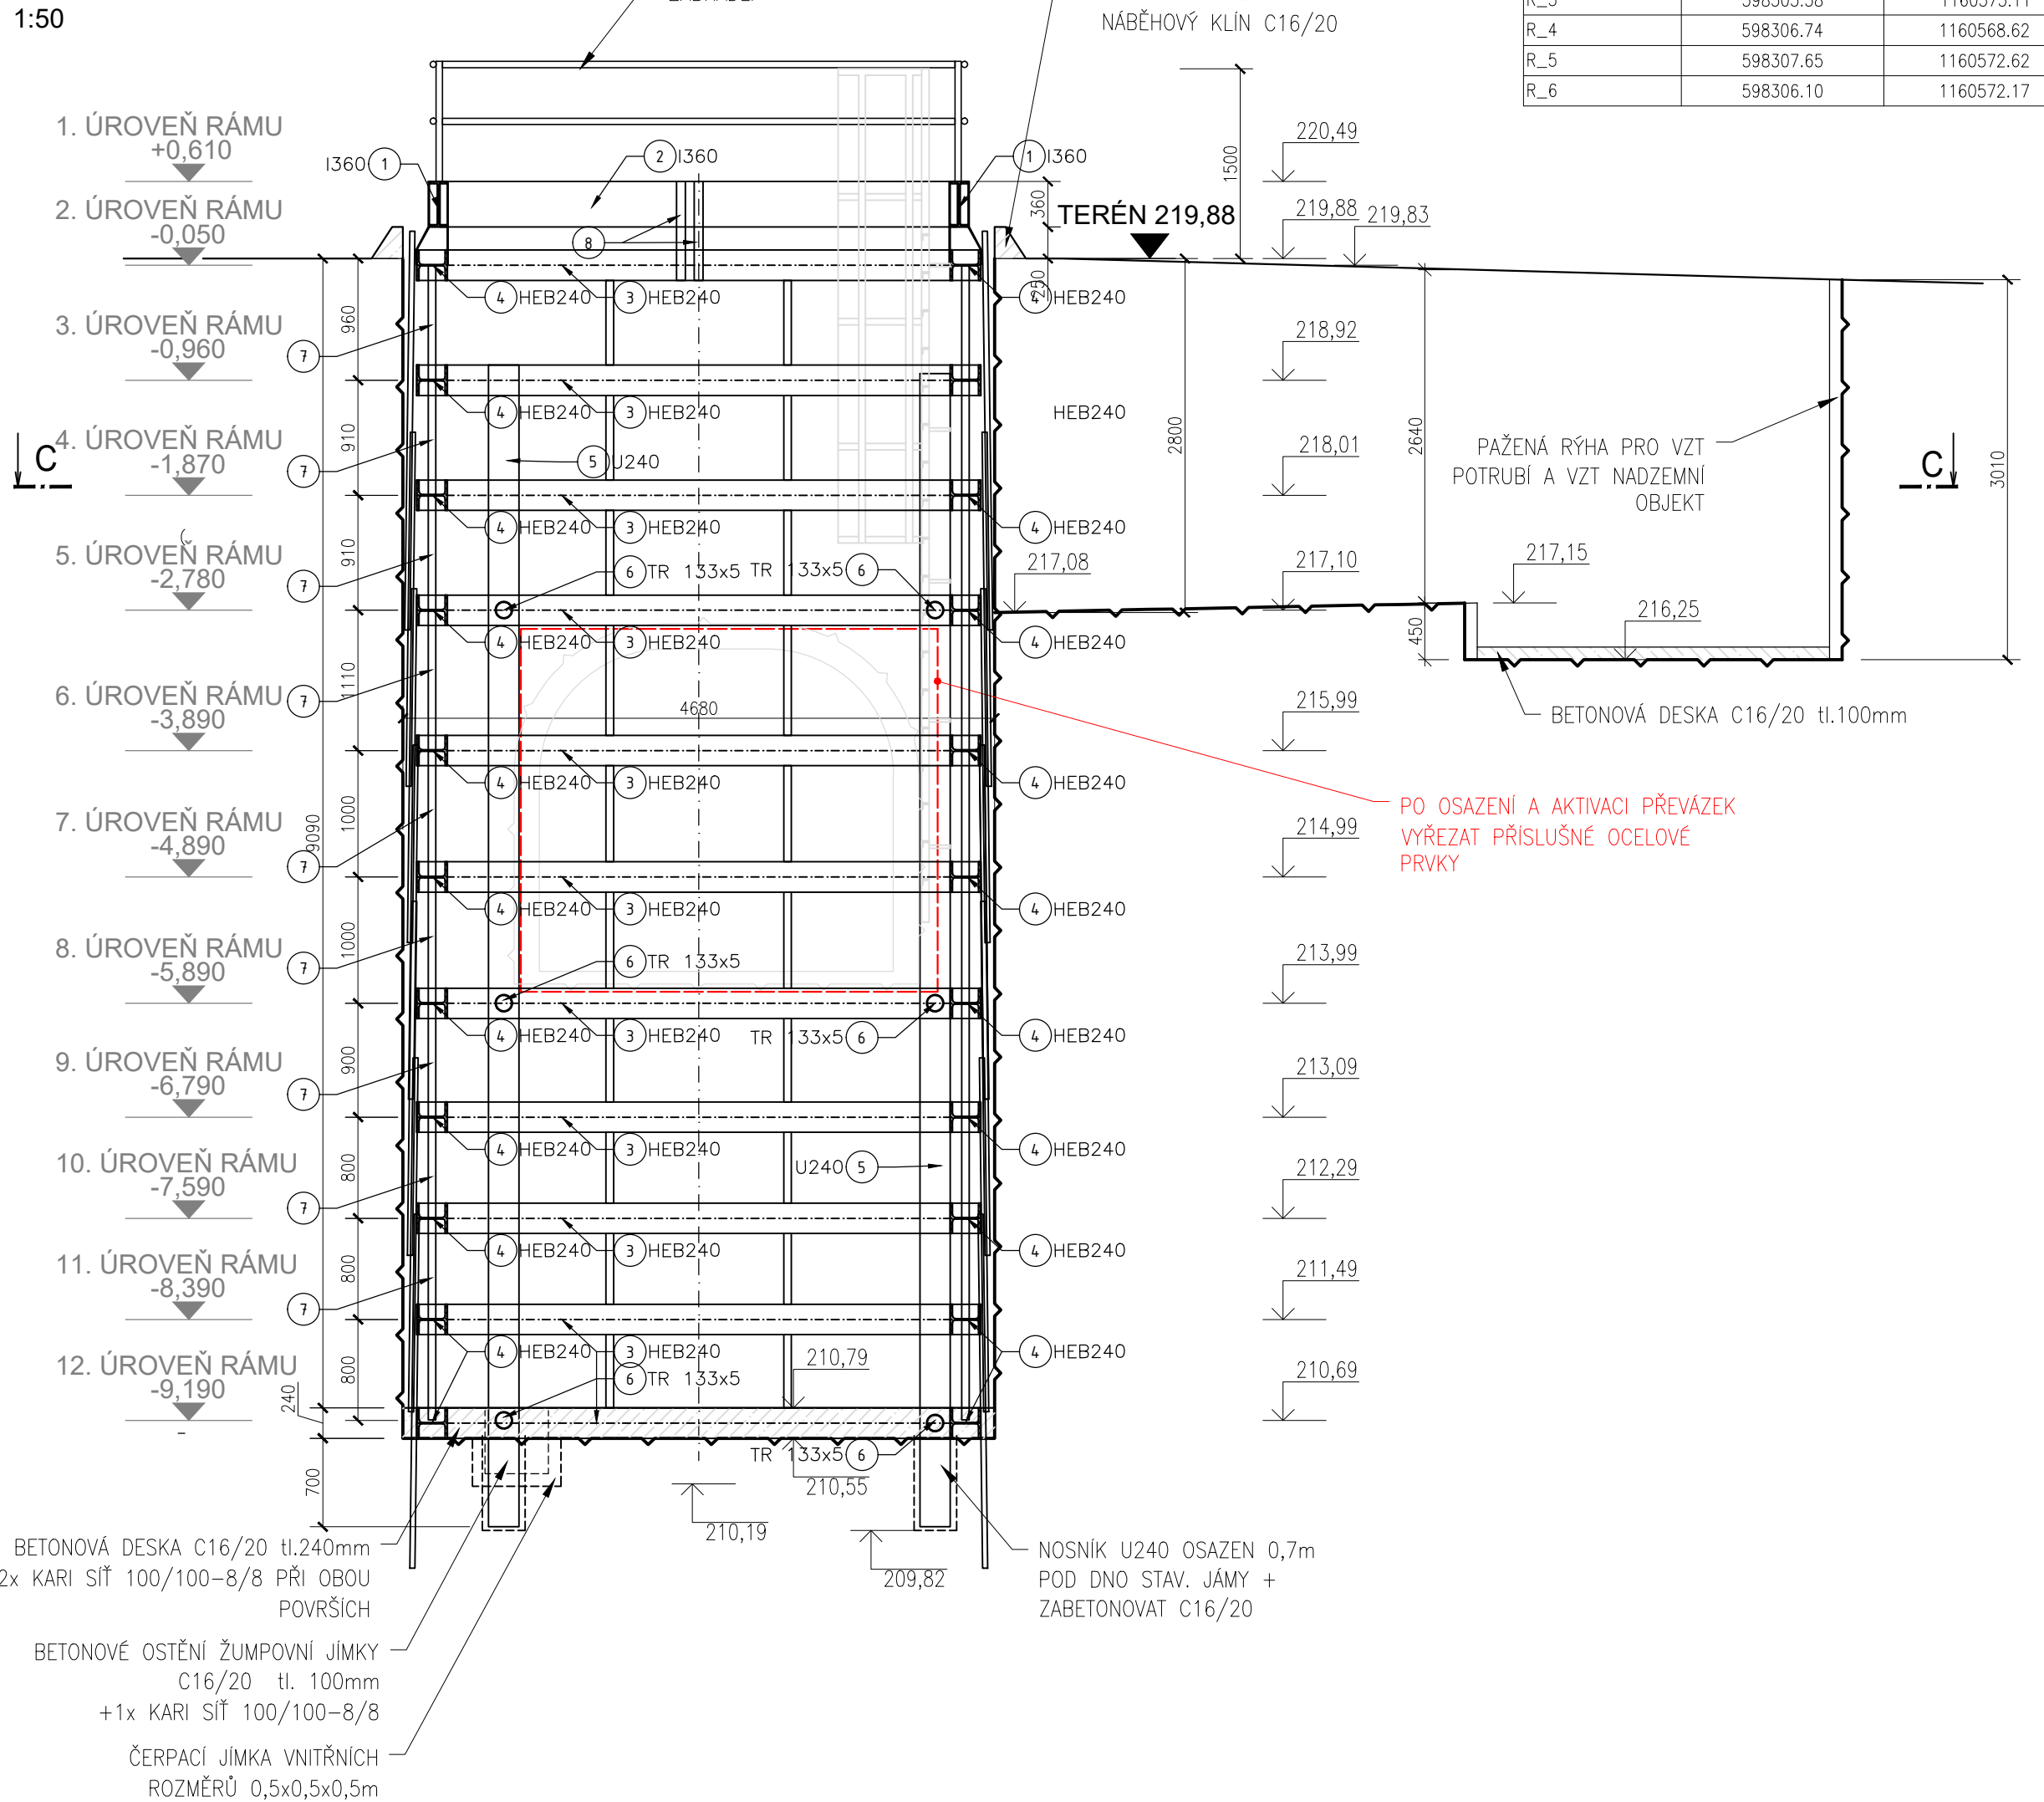 1:50
NÁBĚHOVÝ KLÍN C16/20
R_4 598306.74 1160568.62
R_5 598307.65 1160572.62
R_6 598306.10 1160572.17
1. ÚROVEŇ RÁMU
+0,610
2. ÚROVEŇ RÁMU
-0,050
3. ÚROVEŇ RÁMU
-0,960
4. ÚROVEŇ RÁMU
-1,870
5. ÚROVEŇ RÁMU
-2,780
6. ÚROVEŇ RÁMU
-3,890
7. ÚROVEŇ RÁMU
-4,890
8. ÚROVEŇ RÁMU
-5,890
9. ÚROVEŇ RÁMU
-6,790
10. ÚROVEŇ RÁMU
-7,590
11. ÚROVEŇ RÁMU
-8,390
12. ÚROVEŇ RÁMU
-9,190
-
C
C
960
910
910
1110
1000
1000
900
800
800
800
9090
240
700
7
7
7
7
7
7
7
7
7
I360 1
2 I360
1 I360
8
360
250
1500
TERÉN 219,88
4 HEB240 3 HEB240 4 HEB240
4 HEB240 3 HEB240 HEB240
5 U240
4 HEB240 3 HEB240 4 HEB240
6 TR 133x5 TR 133x5 6
4 HEB240 3 HEB240 4 HEB240
4680
4 HEB240 3 HEB240 4 HEB240
4 HEB240 3 HEB240 4 HEB240
6 TR 133x5
4 HEB240 3 HEB240 TR 133x5 6 4 HEB240
4 HEB240 3 HEB240 4 HEB240
U240 5
4 HEB240 3 HEB240 4 HEB240
4 HEB240 3 HEB240 4 HEB240
6 TR 133x5
210,79
TR 133x5 6
210,55
210,19
209,82
220,49
219,88
219,83
218,92
218,01
217,10
217,08
215,99
214,99
213,99
213,09
212,29
211,49
210,69
2800
2640
450
3010
217,15
216,25
PAŽENÁ RÝHA PRO VZT
POTRUBÍ A VZT NADZEMNÍ
OBJEKT
BETONOVÁ DESKA C16/20 tl.100mm
PO OSAZENÍ A AKTIVACI PŘEVÁZEK
VYŘEZAT PŘÍSLUŠNÉ OCELOVÉ
PRVKY
BETONOVÁ DESKA C16/20 tl.240mm
2x KARI SÍŤ 100/100-8/8 PŘI OBOU
POVRŠÍCH
BETONOVÉ OSTĚNÍ ŽUMPOVNÍ JÍMKY
C16/20 tl. 100mm
+1x KARI SÍŤ 100/100-8/8
ČERPACÍ JÍMKA VNITŘNÍCH
ROZMĚRŮ 0,5x0,5x0,5m
NOSNÍK U240 OSAZEN 0,7m
POD DNO STAV. JÁMY +
ZABETONOVAT C16/20